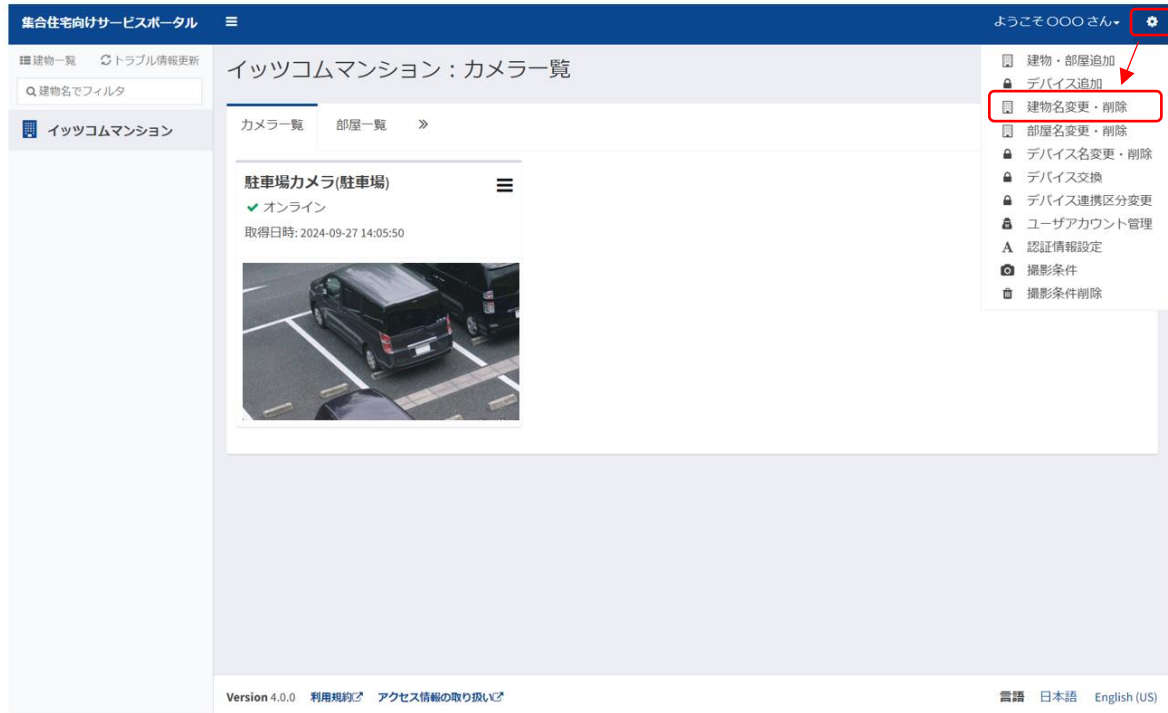 集合住宅向けサービスポータル
ようこそ〇〇〇 さん
建物一覧 トラブル情報更新
建物名でフィルタ
イッツコムマンション
イッツコムマンション：カメラ一覧
カメラ一覧 部屋一覧 »
駐車場カメラ(駐車場)
オンライン
取得日時: 2024-09-27 14:05:50
建物・部屋追加
デバイス追加
建物名変更・削除
部屋名変更・削除
デバイス名変更・削除
デバイス交換
デバイス連携区分変更
ユーザアカウント管理
認証情報設定
撮影条件
撮影条件削除
Version 4.0.0 利用規約 アクセス情報の取り扱い
言語 日本語 English (US)